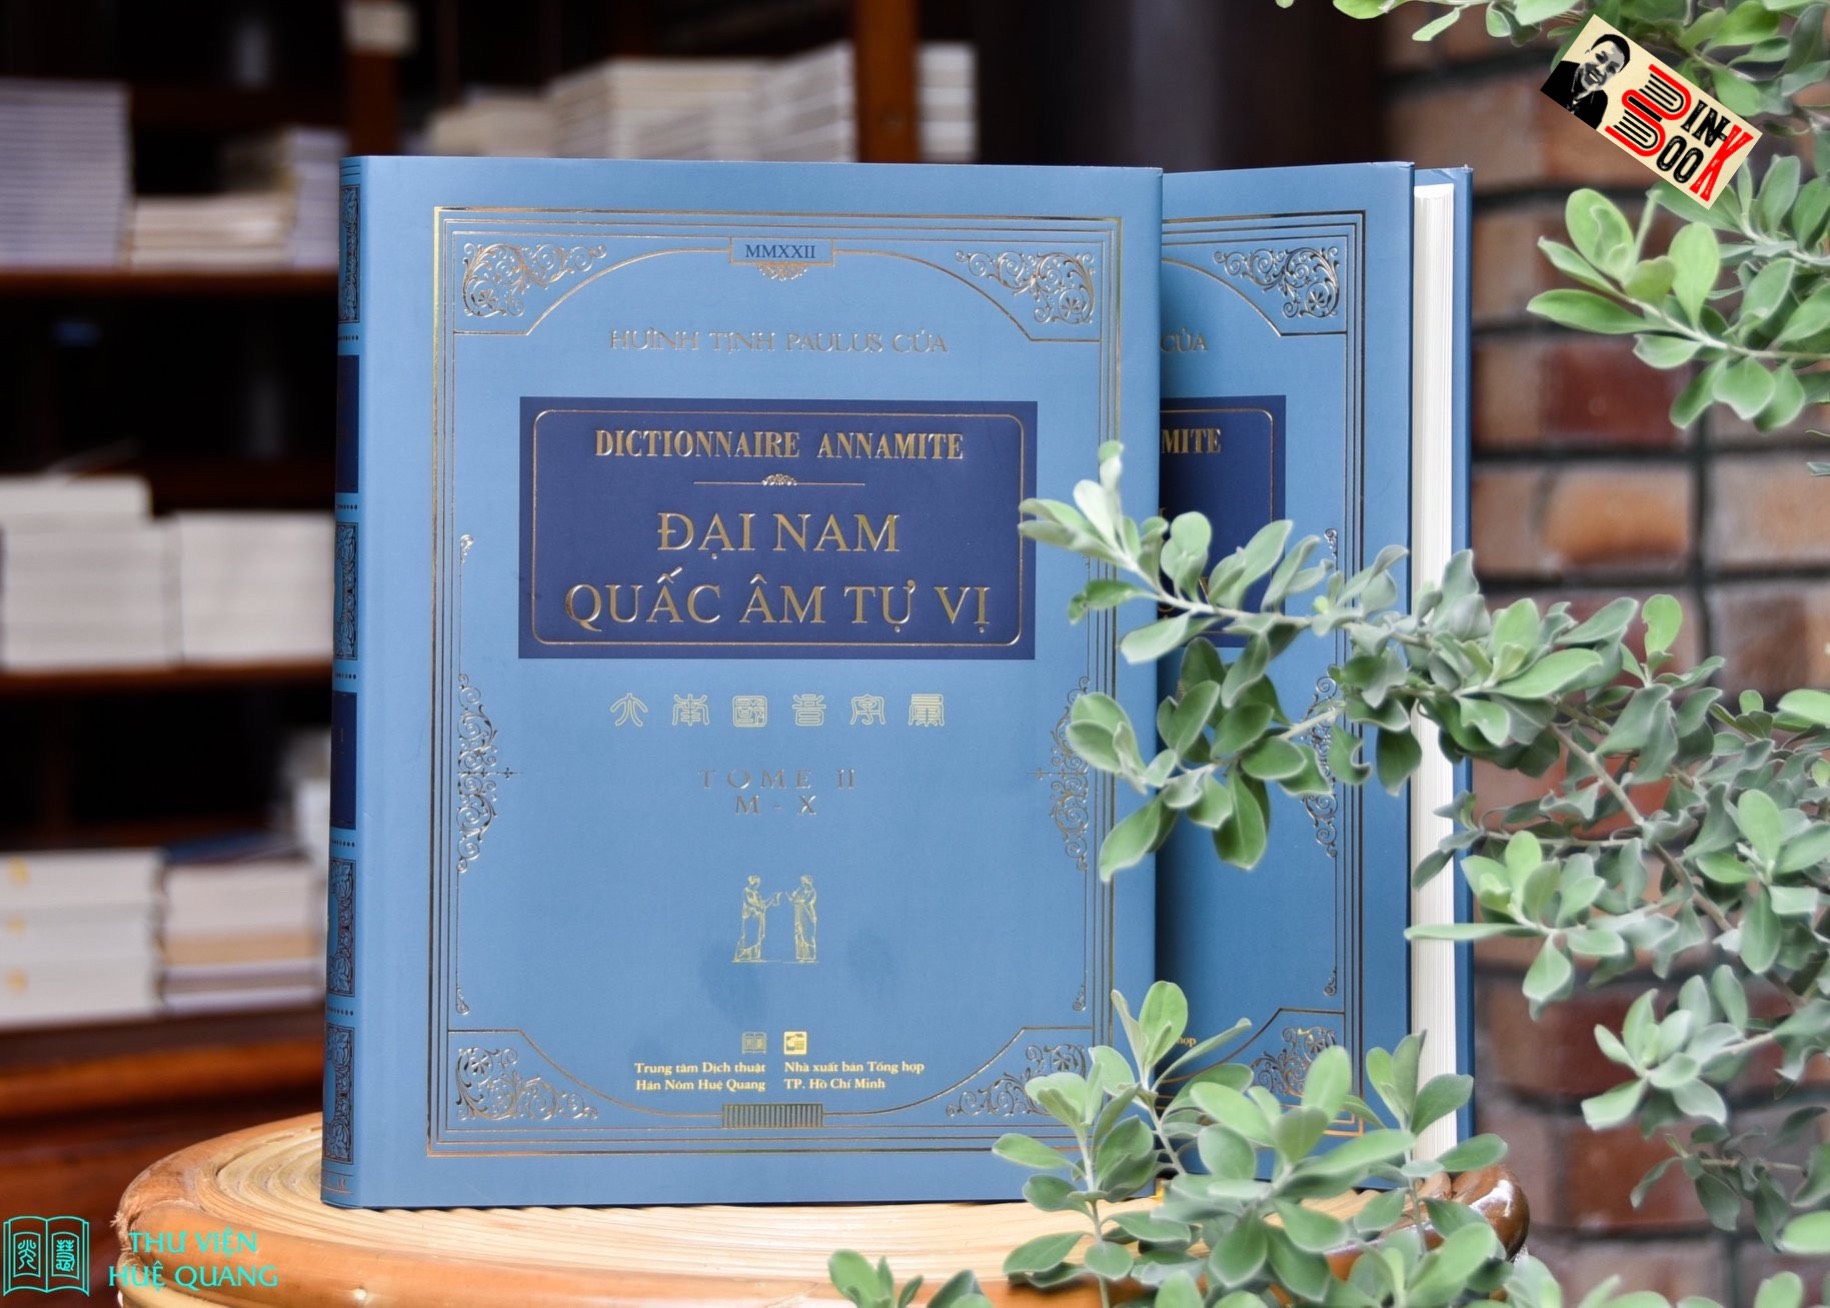 BIN-K
BOOK
MMXXII
HUÌNH TỊNH PAULUS CỦA
DICTIONNAIRE ANNAMITE
ĐẠI NAM
QUẤC ÂM TỰ VỊ
大南國音字彙
TOME II
M - X
Trung tâm Dịch thuật
Hán Nôm Huệ Quang
Nhà xuất bản Tổng hợp
TP. Hồ Chí Minh
CỦA
MITE
THƯ VIỆN
HUỆ QUANG